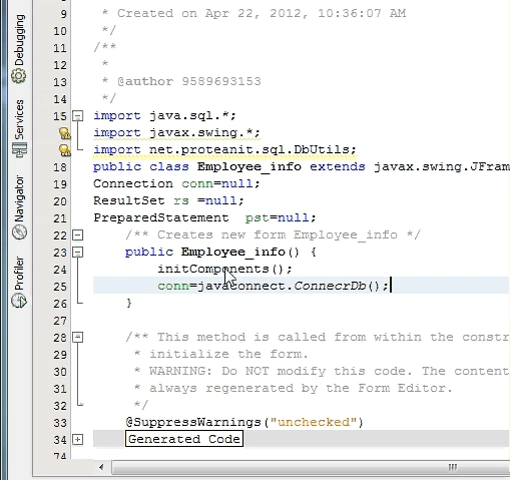 Debugging
Services
Navigator
Profiler
9 * Created on Apr 22, 2012, 10:36:07 AM
10 */
11 /**
12 *
13 * @author 9589693153
14 */
15 import java.sql.*;
import javax.swing.*;
import net.proteanit.sql.DbUtils;
18 public class Employee_info extends javax.swing.JFram
19 Connection conn=null;
20 ResultSet rs =null;
21 PreparedStatement pst=null;
22 /** Creates new form Employee_info */
23 public Employee_info() {
24 initComponents();
25 conn=javaconnect.ConnecrDb();
26 }
27
28 /** This method is called from within the constr
29 * initialize the form.
30 * WARNING: Do NOT modify this code. The content
31 * always regenerated by the Form Editor.
32 */
33 @SuppressWarnings("unchecked")
34 Generated Code
74